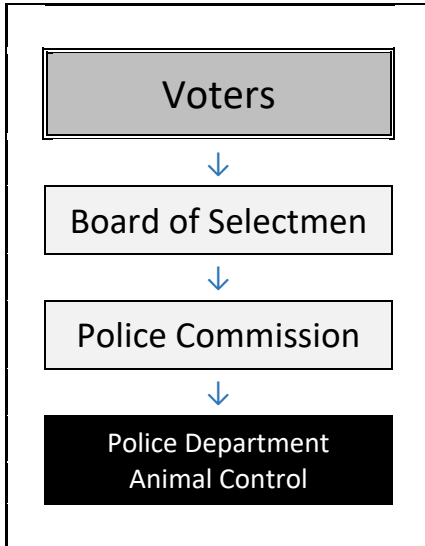 Voters
Board of Selectmen
Police Commission
Police Department
Animal Control